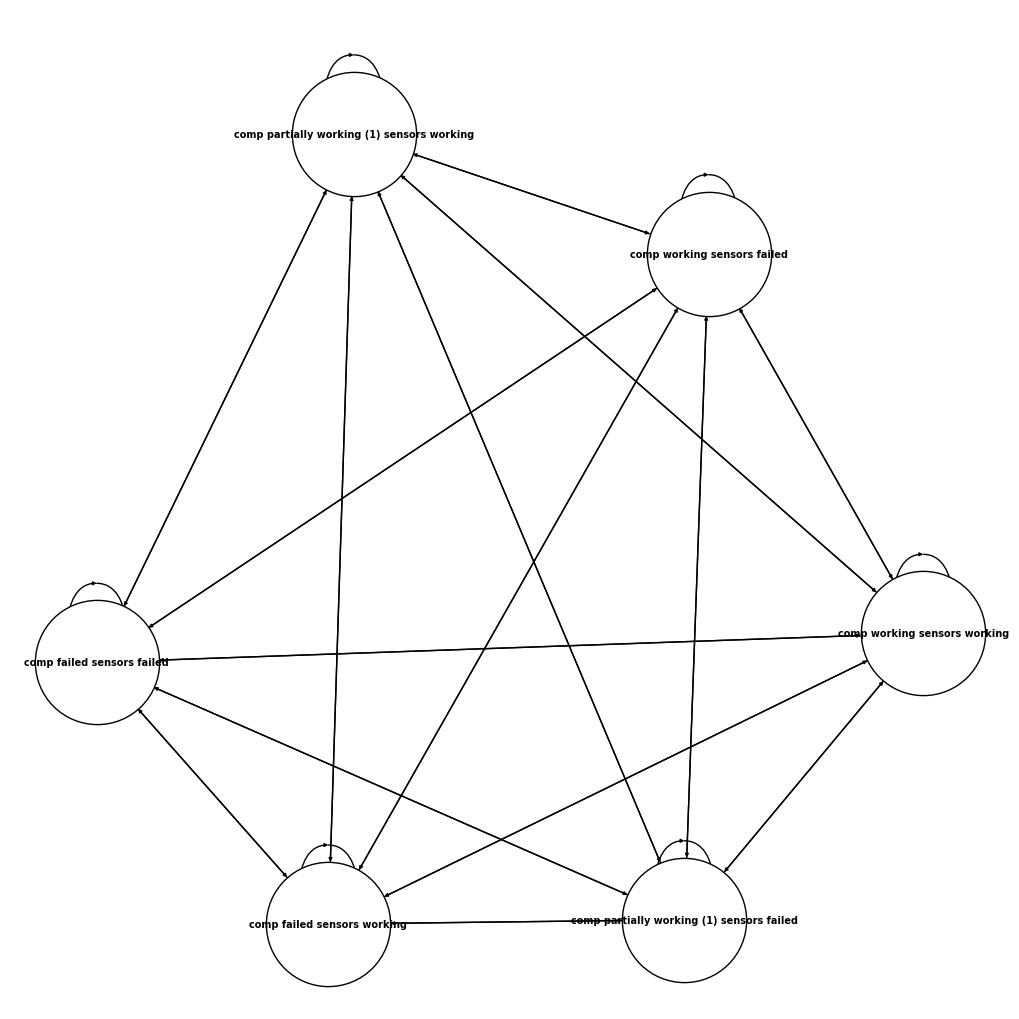 comp partially working (1) sensors working
comp working sensors failed
comp working sensors working
comp failed sensors failed
comp partially working (1) sensors failed
comp failed sensors working